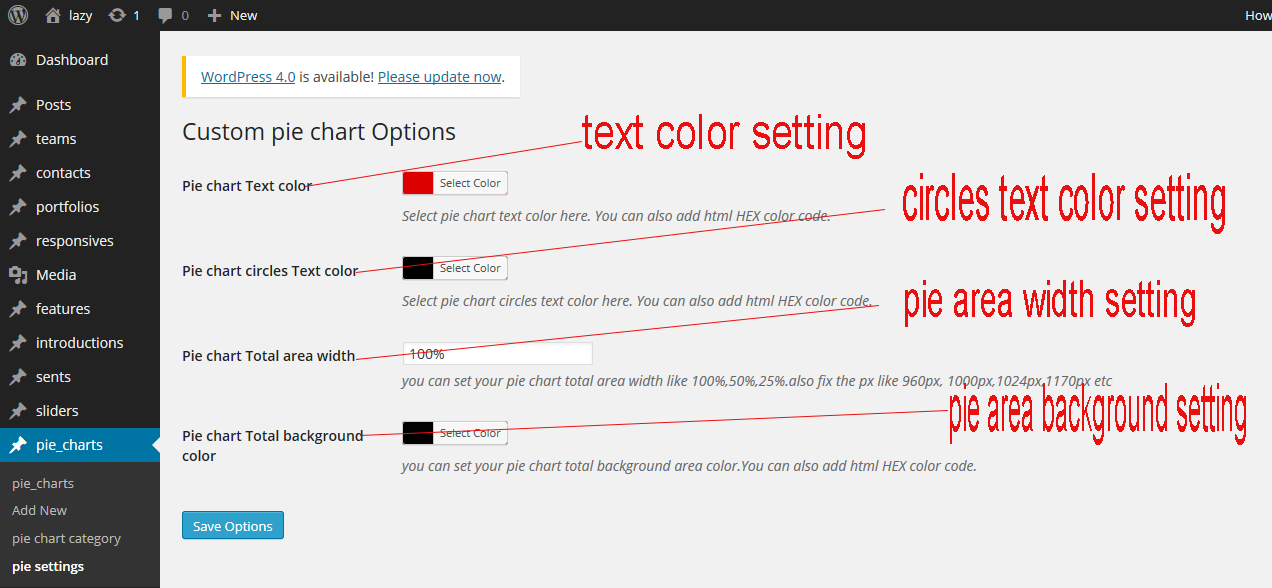 lazy 1 0 New How
Dashboard
Posts
teams
contacts
portfolios
responsives
Media
features
introductions
sents
sliders
pie_charts
pie_charts
Add New
pie chart category
pie settings
WordPress 4.0 is available! Please update now.
Custom pie chart Options
text color setting
Pie chart Text color
Select Color
Select pie chart text color here. You can also add html HEX color code.
circles text color setting
Pie chart circles Text color
Select Color
Select pie chart circles text color here. You can also add html HEX color code.
pie area width setting
Pie chart Total area width
100%
you can set your pie chart total area width like 100%,50%,25%.also fix the px like 960px, 1000px,1024px,1170px etc
pie area background setting
Pie chart Total background
color
Select Color
you can set your pie chart total background area color.You can also add html HEX color code.
Save Options